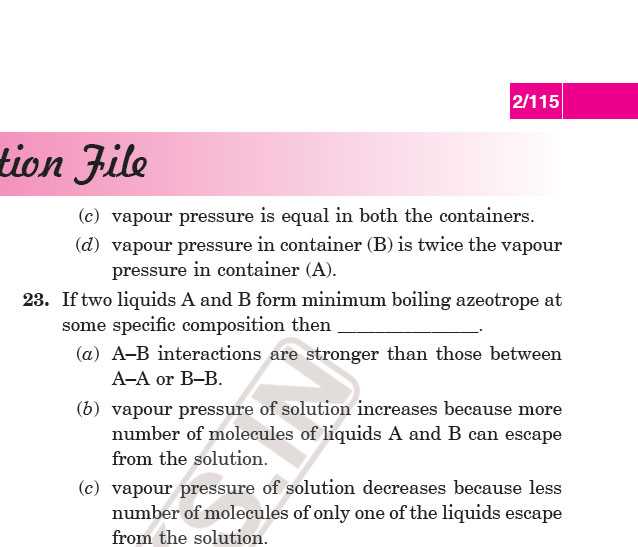 2/115
tion File
(c) vapour pressure is equal in both the containers.
(d) vapour pressure in container (B) is twice the vapour
pressure in container (A).
23. If two liquids A and B form minimum boiling azeotrope at
some specific composition then _______________.
(a) A–B interactions are stronger than those between
A–A or B–B.
(b) vapour pressure of solution increases because more
number of molecules of liquids A and B can escape
from the solution.
(c) vapour pressure of solution decreases because less
number of molecules of only one of the liquids escape
from the solution.
S.IN